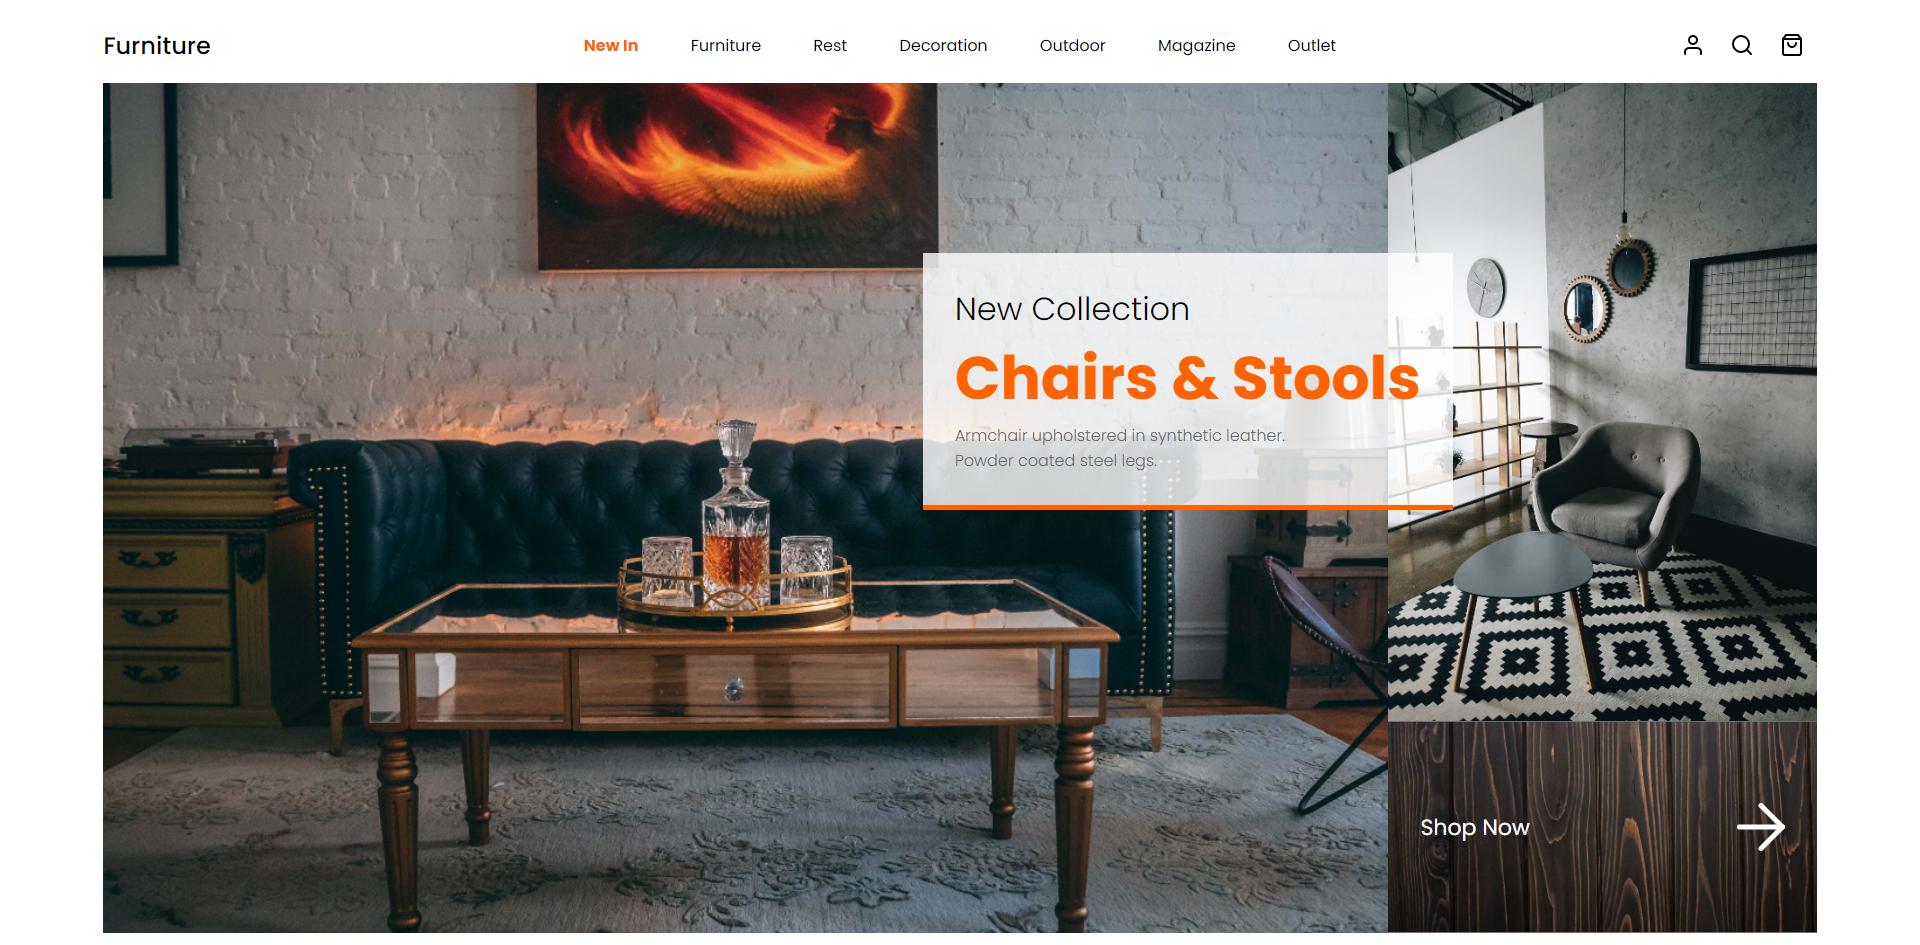 Furniture
New In
Furniture
Rest
Decoration
Outdoor
Magazine
Outlet
New Collection
Chairs & Stools
Armchair upholstered in synthetic leather.
Powder coated steel legs.
Shop Now